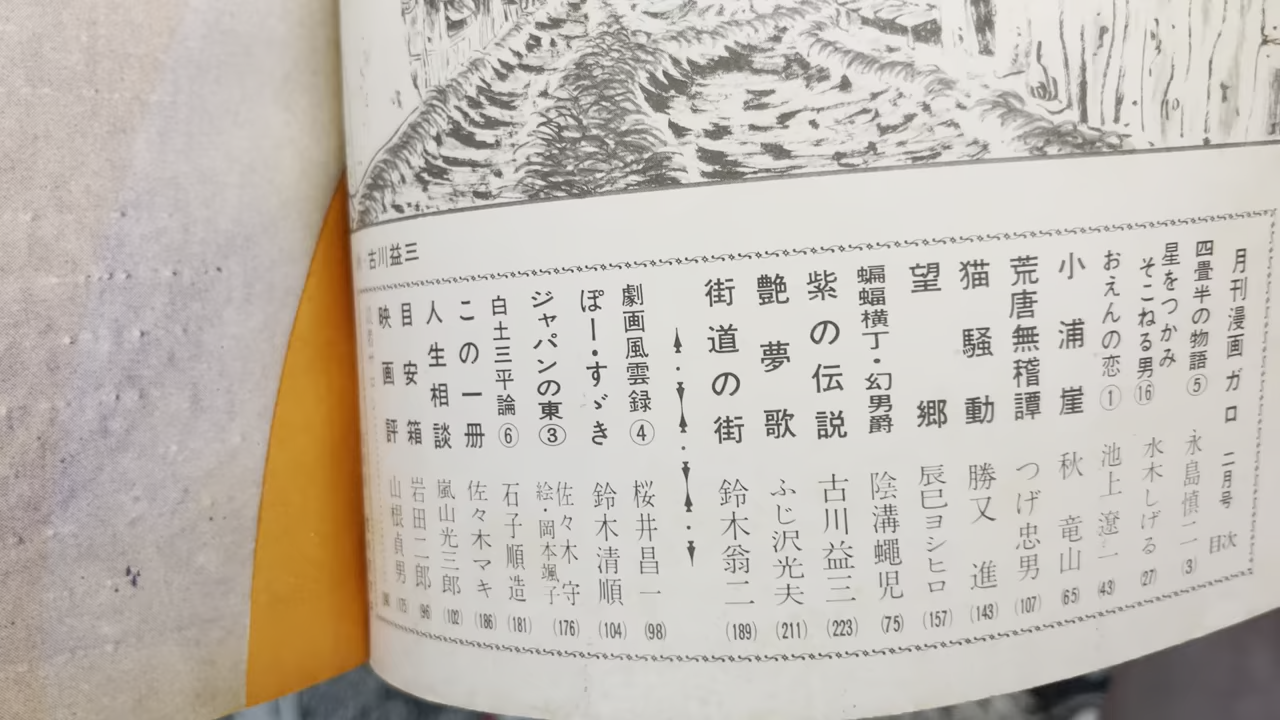 月刊漫画ガロ 二月号 目次
四畳半の物語⑤ 永島慎二 (3)
星をつかみそこねる男⑯ 水木しげる (27)
おえんの恋① 池上遼一 (43)
小浦崖 秋竜山 (65)
荒唐無稽譚 つげ忠男 (107)
猫騒動 勝又進 (143)
望郷 辰巳ヨシヒロ (157)
蝙蝠横丁・幻男爵 陰溝蠅児 (75)
紫の伝説 古川益三 (223)
艶夢歌 ふじ沢光夫 (211)
街道の街 鈴木翁二 (189)
劇画風雲録④ 桜井昌一 (98)
ぽー・すゞき 鈴木清順 (104)
ジャパンの東③ 佐々木守 絵・岡本颯子 (176)
白土三平論⑥ 石子順造 (181)
この一冊 佐々木マキ (186)
人生相談 嵐山光三郎 (102)
目安箱 岩田二郎 (96)
映画評 山根貞男
古川益三